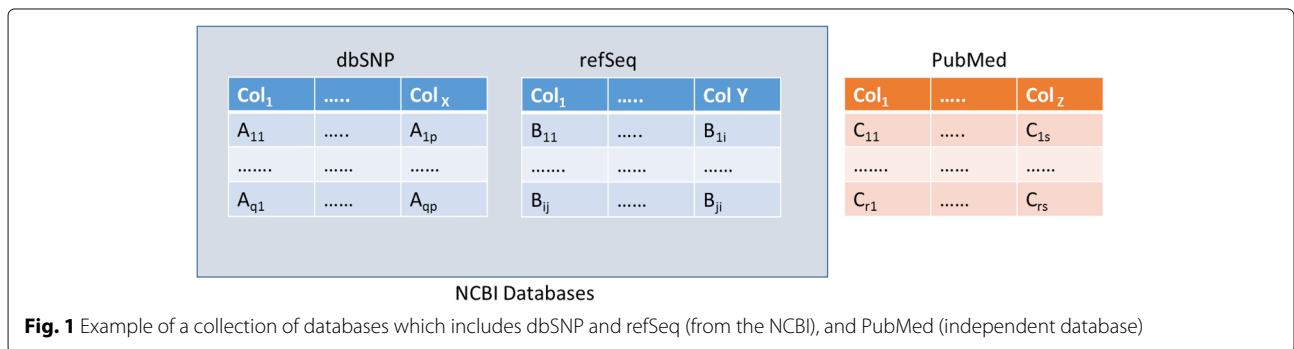 dbSNP refSeq PubMed
Col1 ..... Col X Col1 ..... Col Y Col1 ..... Col Z
A11 ..... A1p B11 ..... B1i C11 ..... C1s
....... ...... ...... ....... ...... ...... ....... ...... ......
Aq1 ...... Aqp Bij ...... Bji Cr1 ...... Crs
NCBI Databases
Fig. 1 Example of a collection of databases which includes dbSNP and refSeq (from the NCBI), and PubMed (independent database)